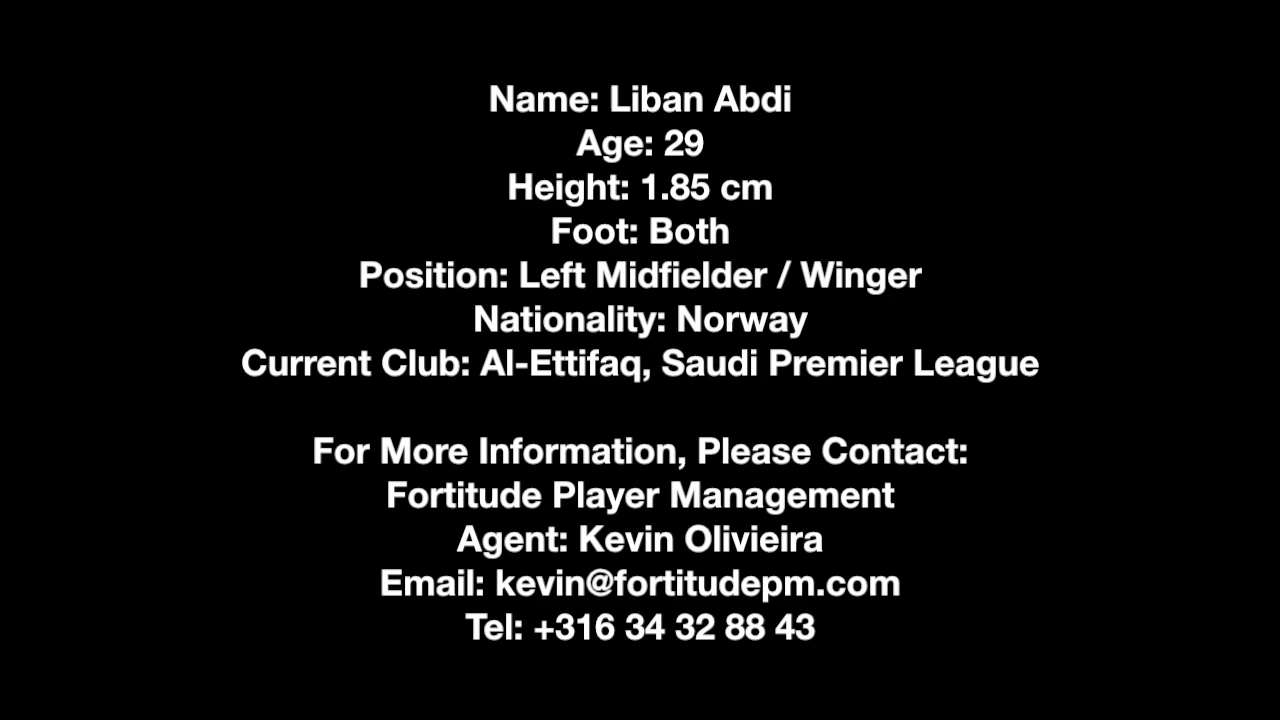 Name: Liban Abdi
Age: 29
Height: 1.85 cm
Foot: Both
Position: Left Midfielder / Winger
Nationality: Norway
Current Club: Al-Ettifaq, Saudi Premier League
For More Information, Please Contact:
Fortitude Player Management
Agent: Kevin Olivieira
Email: kevin@fortitudepm.com
Tel: +316 34 32 88 43